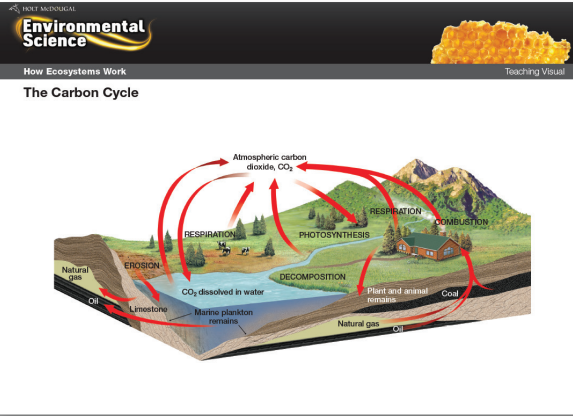 HOLT McDOUGAL
Environmental
Science
How Ecosystems Work
Teaching Visual
The Carbon Cycle
Atmospheric carbon
dioxide, CO₂
RESPIRATION
COMBUSTION
RESPIRATION
PHOTOSYNTHESIS
EROSION
Natural
gas
DECOMPOSITION
CO₂ dissolved in water
Plant and animal
remains
Coal
Oil
Limestone
Marine plankton
remains
Natural gas
Oil